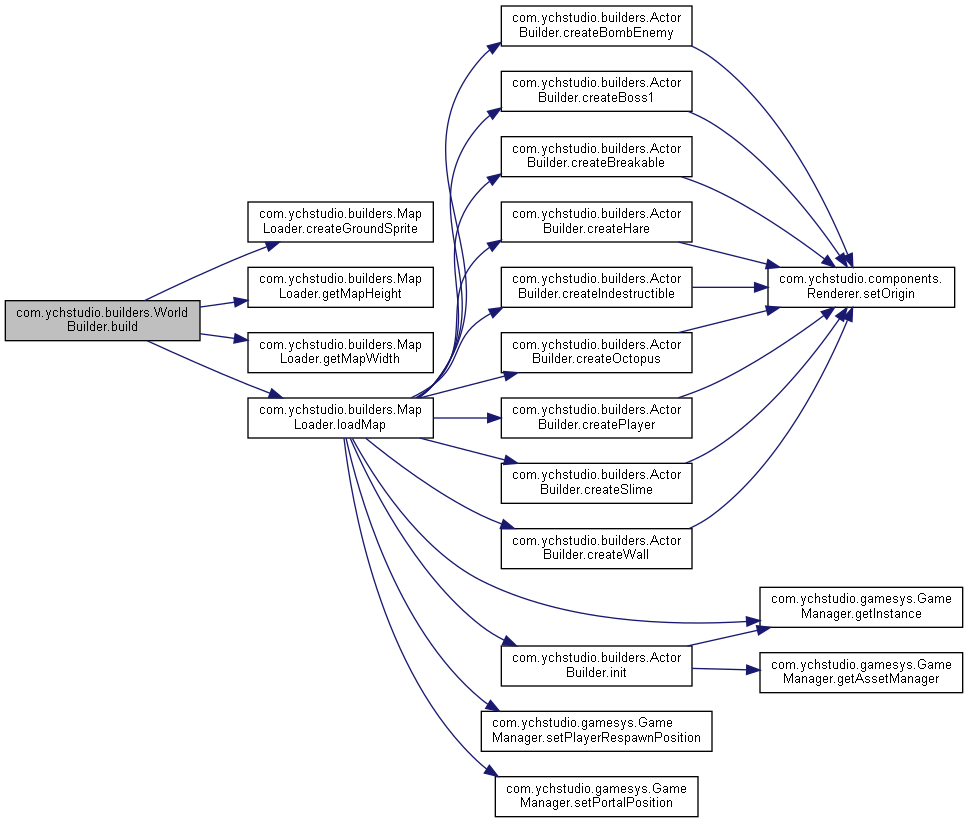 com.ychstudio.builders.World
Builder.build
com.ychstudio.builders.Map
Loader.createGroundSprite
com.ychstudio.builders.Map
Loader.getMapHeight
com.ychstudio.builders.Map
Loader.getMapWidth
com.ychstudio.builders.Map
Loader.loadMap
com.ychstudio.builders.Actor
Builder.createBombEnemy
com.ychstudio.builders.Actor
Builder.createBoss1
com.ychstudio.builders.Actor
Builder.createBreakable
com.ychstudio.builders.Actor
Builder.createHare
com.ychstudio.builders.Actor
Builder.createIndestructible
com.ychstudio.builders.Actor
Builder.createOctopus
com.ychstudio.builders.Actor
Builder.createPlayer
com.ychstudio.builders.Actor
Builder.createSlime
com.ychstudio.builders.Actor
Builder.createWall
com.ychstudio.builders.Actor
Builder.init
com.ychstudio.gamesys.Game
Manager.setPlayerRespawnPosition
com.ychstudio.gamesys.Game
Manager.setPortalPosition
com.ychstudio.components.
Renderer.setOrigin
com.ychstudio.gamesys.Game
Manager.getInstance
com.ychstudio.gamesys.Game
Manager.getAssetManager